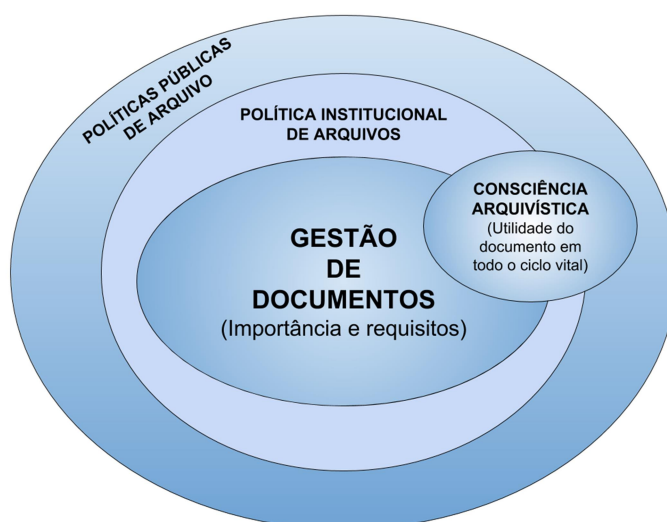 POLÍTICAS PÚBLICAS
DE ARQUIVO
POLÍTICA INSTITUCIONAL
DE ARQUIVOS
CONSCIÊNCIA
ARQUIVÍSTICA
(Utilidade do
documento em
todo o ciclo vital)
GESTÃO
DE
DOCUMENTOS
(Importância e requisitos)